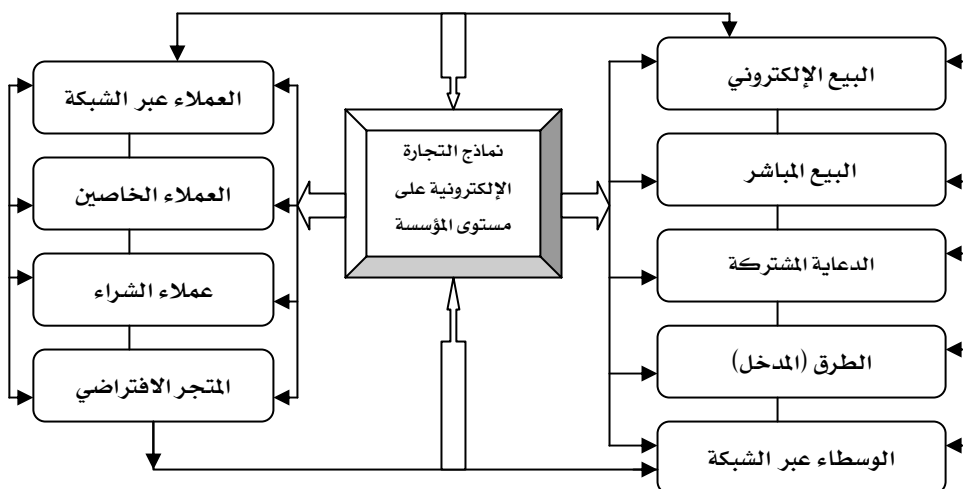 البيع الإلكتروني
البيع المباشر
الدعاية المشتركة
الطرق (المدخل)
الوسطاء عبر الشبكة
نماذج التجارة
الإلكترونية على
مستوى المؤسسة
العملاء عبر الشبكة
العملاء الخاصين
عملاء الشراء
المتجر الافتراضي